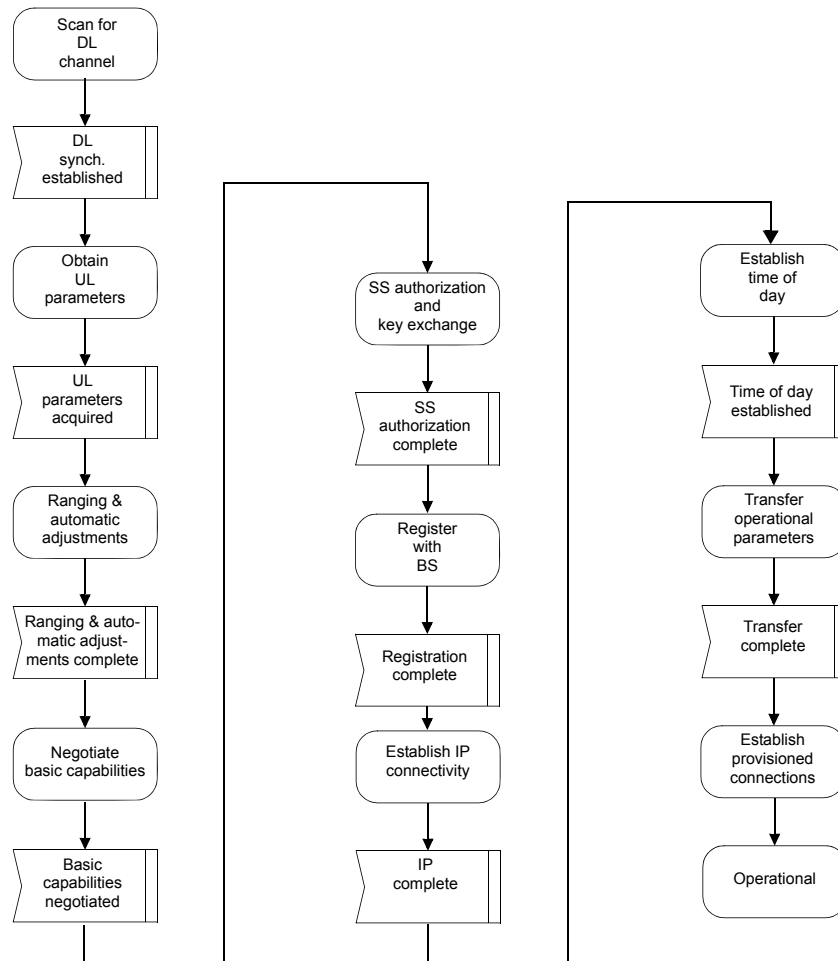 Scan for
DL
channel
DL
synch.
established
Obtain
UL
parameters
UL
parameters
acquired
Ranging &
automatic
adjustments
Ranging & auto-
matic adjust-
ments complete
Negotiate
basic capabilities
Basic
capabilities
negotiated
SS authorization
and
key exchange
SS
authorization
complete
Register
with
BS
Registration
complete
Establish IP
connectivity
IP
complete
Establish
time of
day
Time of day
established
Transfer
operational
parameters
Transfer
complete
Establish
provisioned
connections
Operational